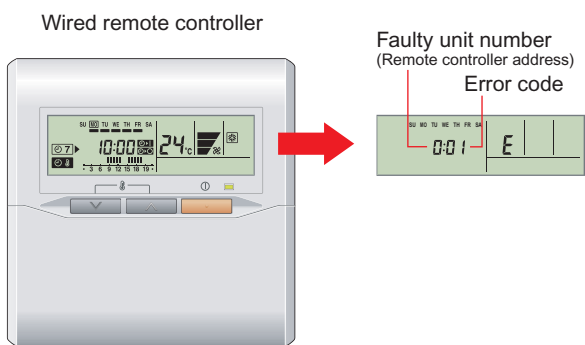 Wired remote controller
Faulty unit number
(Remote controller address)
Error code
SU MO TU WE TH FR SA
7
10:00
24°C
3 6 9 12 15 18 19
SU MO TU WE TH FR SA
0:01
E